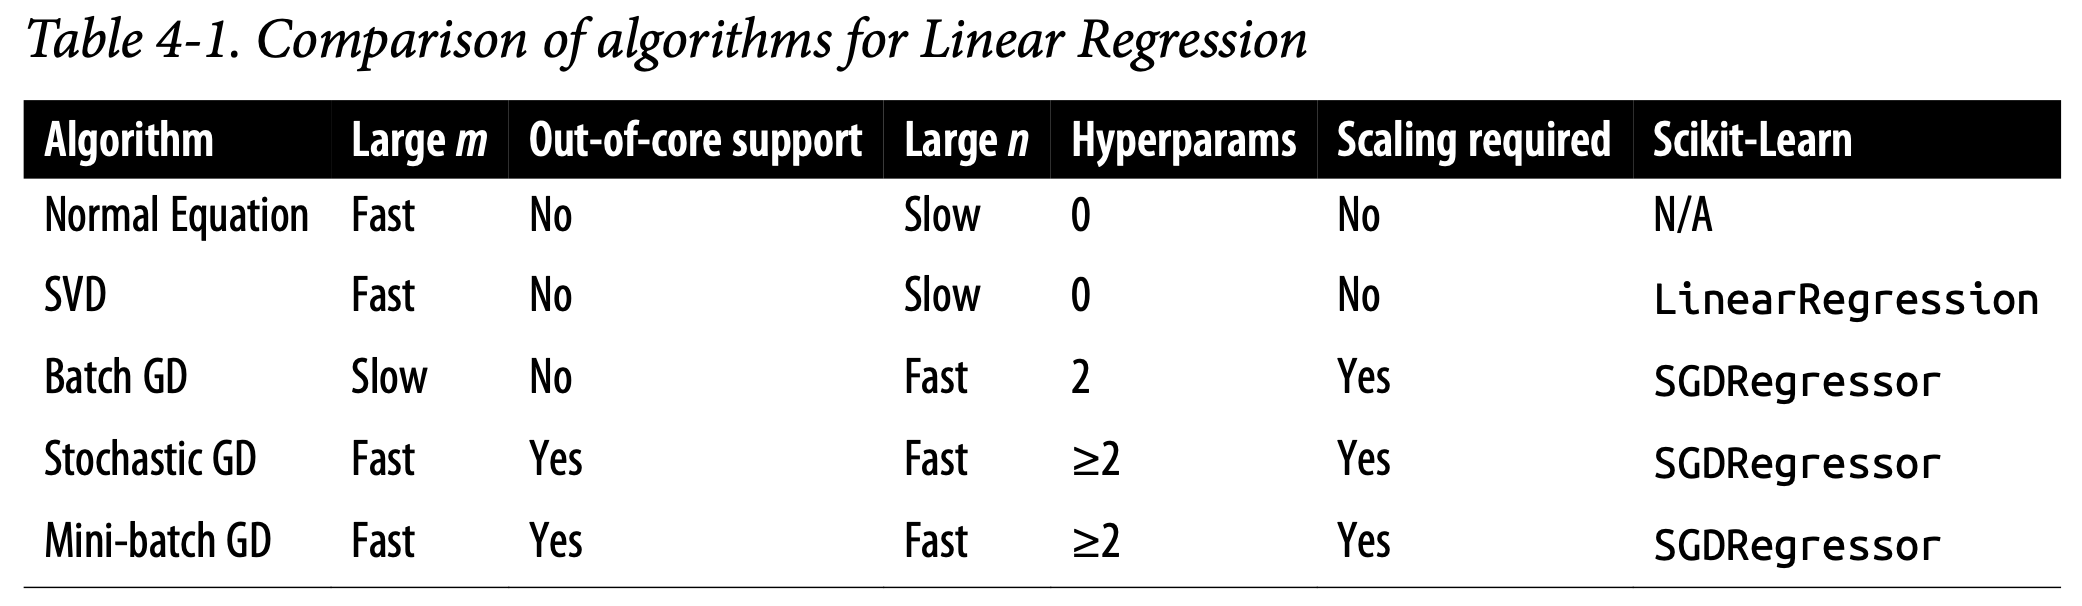 Table 4-1. Comparison of algorithms for Linear Regression
Algorithm Large m Out-of-core support Large n Hyperparams Scaling required Scikit-Learn
Normal Equation Fast No Slow 0 No N/A
SVD Fast No Slow 0 No LinearRegression
Batch GD Slow No Fast 2 Yes SGDRegressor
Stochastic GD Fast Yes Fast ≥2 Yes SGDRegressor
Mini-batch GD Fast Yes Fast ≥2 Yes SGDRegressor